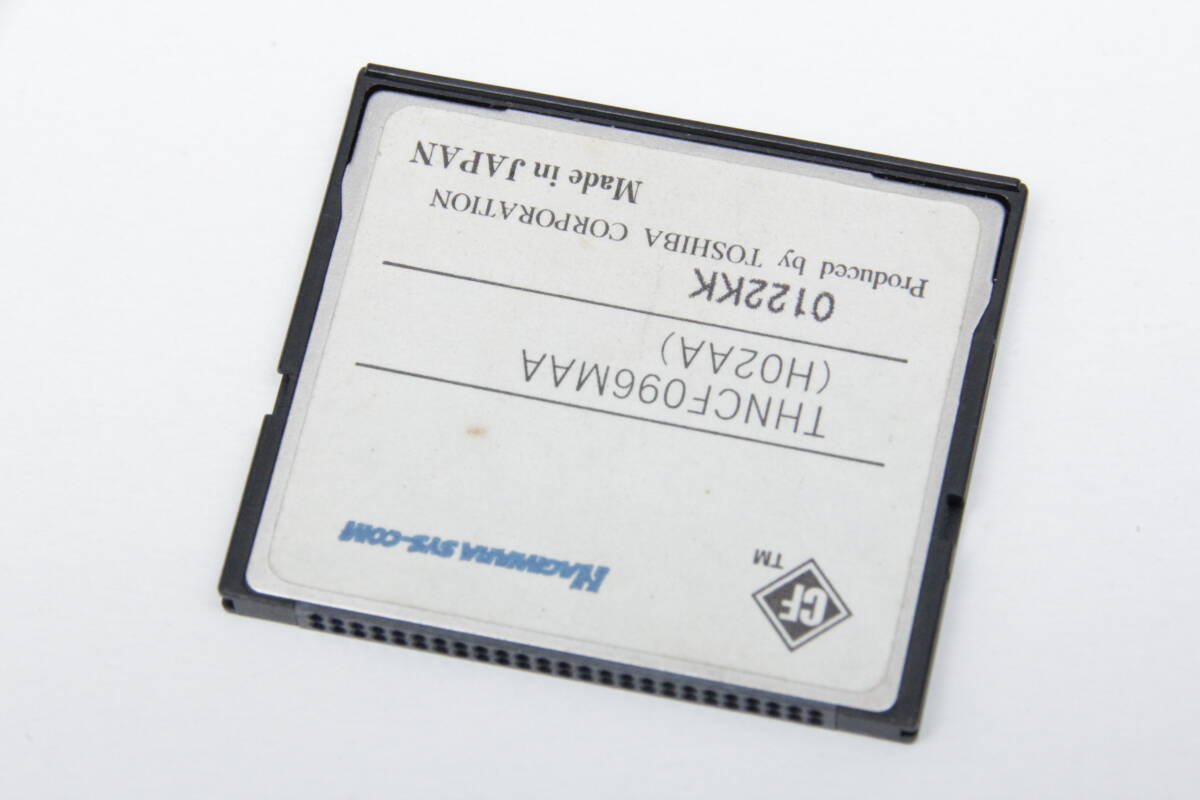 CF
TM
HAGIWARA SYS-COM
THNCF096MAA
(H02AA)
0122KK
Produced by TOSHIBA CORPORATION
Made in JAPAN